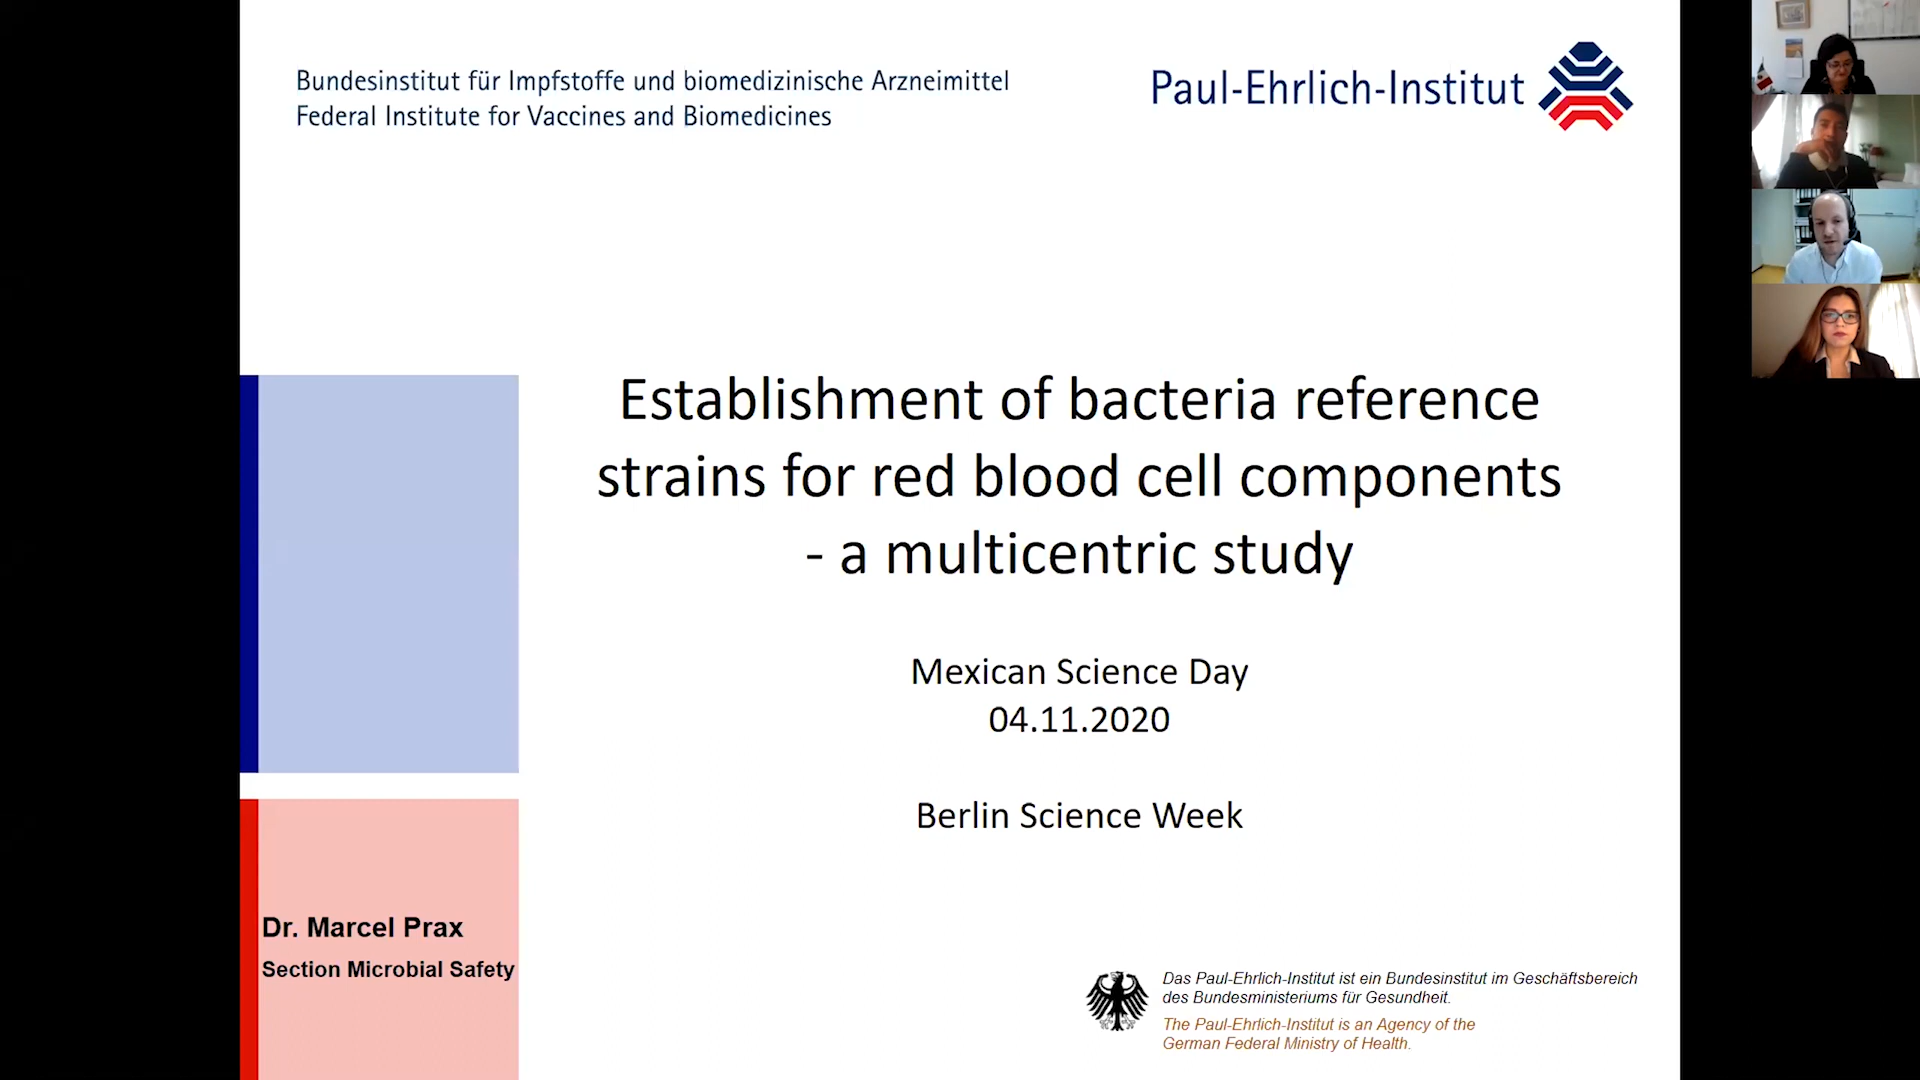 Bundesinstitut für Impfstoffe und biomedizinische Arzneimittel
Federal Institute for Vaccines and Biomedicines
Paul-Ehrlich-Institut
Establishment of bacteria reference
strains for red blood cell components
- a multicentric study
Mexican Science Day
04.11.2020
Berlin Science Week
Dr. Marcel Prax
Section Microbial Safety
Das Paul-Ehrlich-Institut ist ein Bundesinstitut im Geschäftsbereich
des Bundesministeriums für Gesundheit.
The Paul-Ehrlich-Institut is an Agency of the
German Federal Ministry of Health.